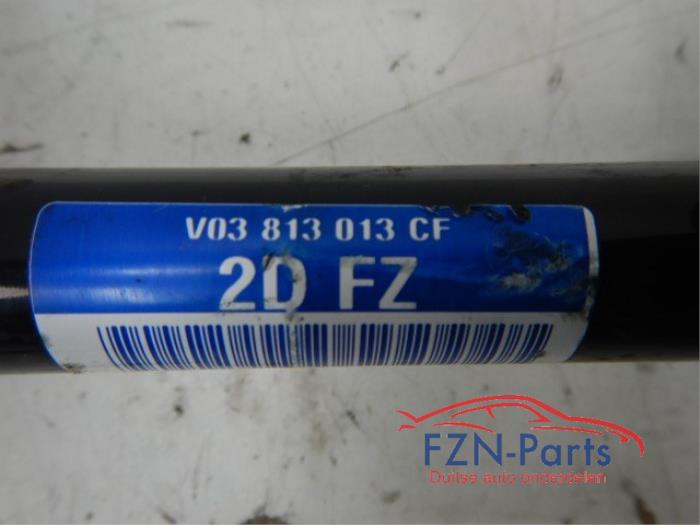 V03 813 013 CF
2D FZ
FZN-Parts
Duitse auto onderdelen